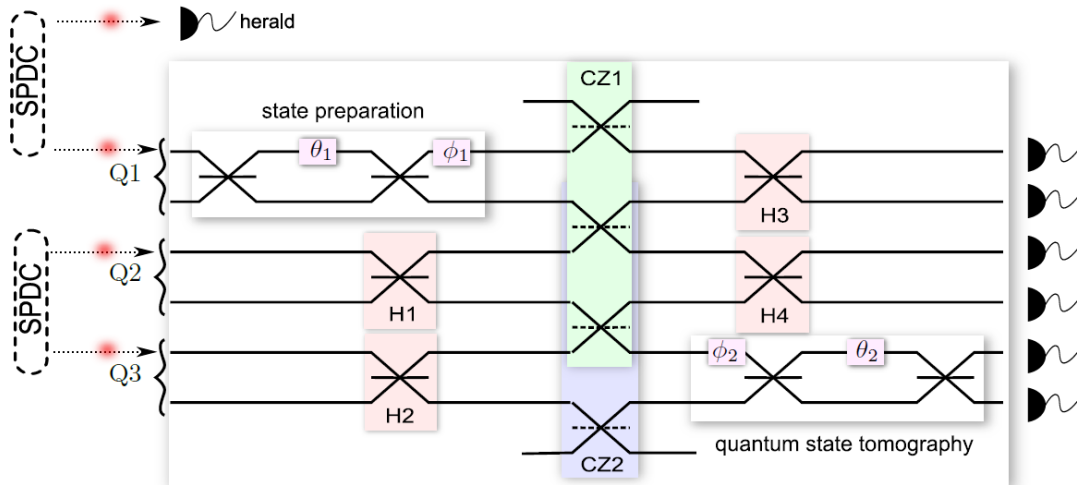 SPDC
herald
CZ1
state preparation
θ₁
ϕ₁
Q1
H3
SPDC
Q2
H1
H4
Q3
ϕ₂
θ₂
H2
CZ2
quantum state tomography